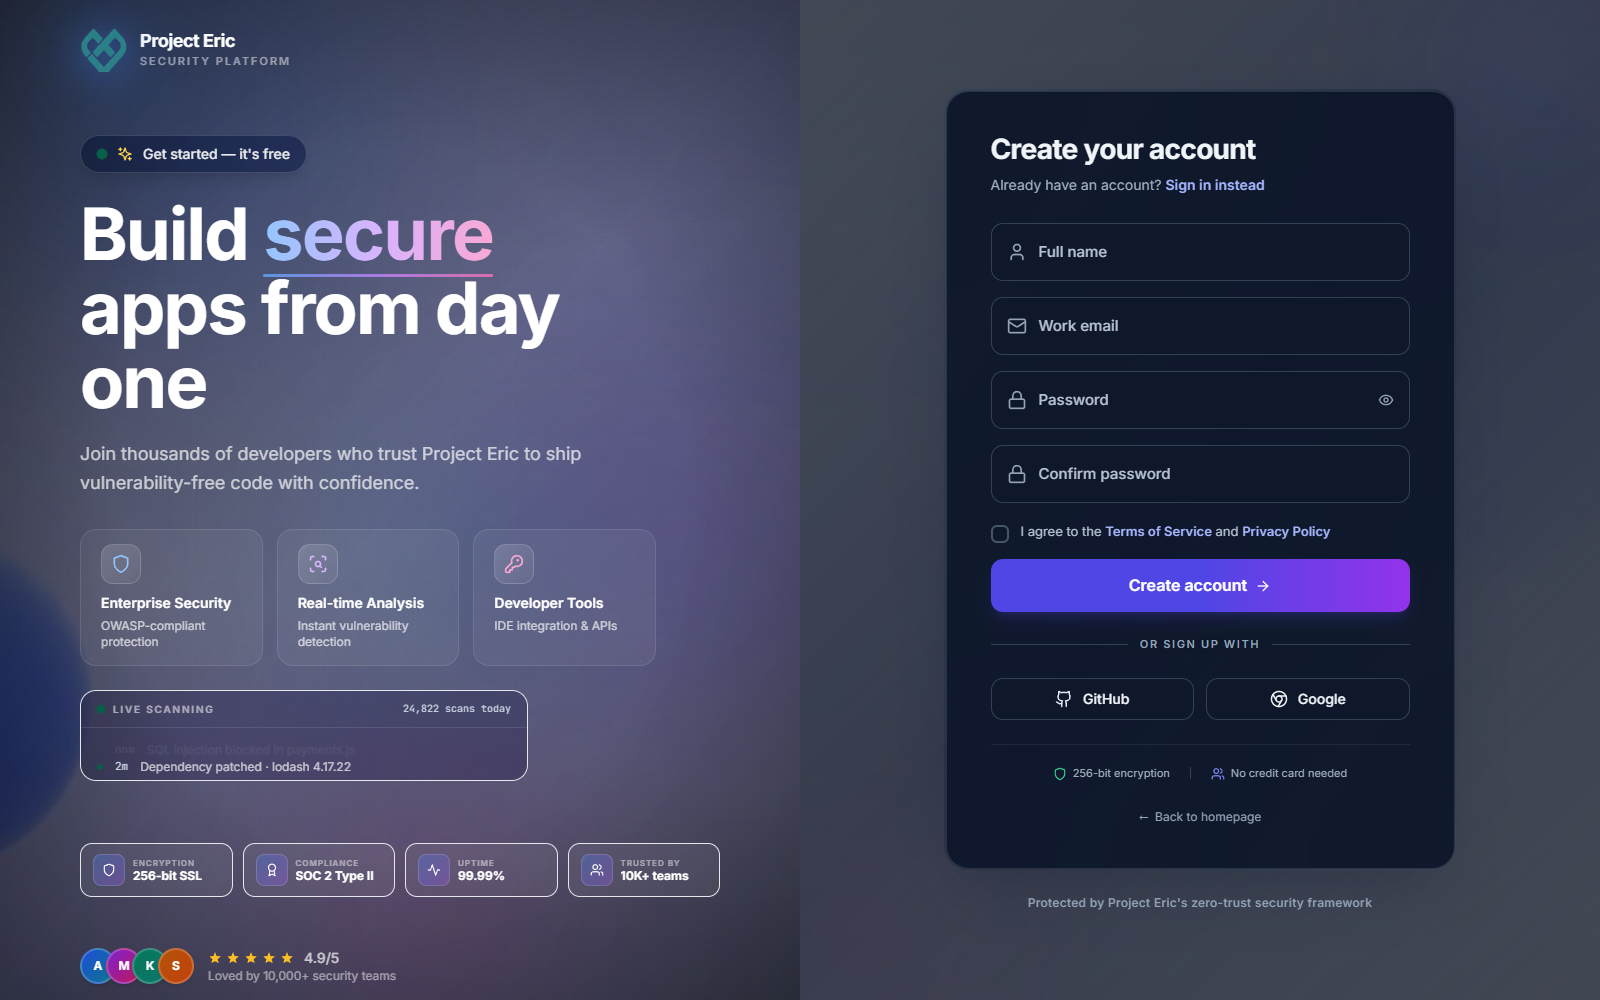 Project Eric
SECURITY PLATFORM
Get started — it's free
Build secure
apps from day
one
Join thousands of developers who trust Project Eric to ship
vulnerability-free code with confidence.
Enterprise Security
OWASP-compliant
protection
Real-time Analysis
Instant vulnerability
detection
Developer Tools
IDE integration & APIs
LIVE SCANNING
24,822 scans today
now SQL injection blocked in payments.js
2m Dependency patched · lodash 4.17.22
ENCRYPTION
256-bit SSL
COMPLIANCE
SOC 2 Type II
UPTIME
99.99%
TRUSTED BY
10K+ teams
A M K S
4.9/5
Loved by 10,000+ security teams
Create your account
Already have an account? Sign in instead
Full name
Work email
Password
Confirm password
I agree to the Terms of Service and Privacy Policy
Create account →
OR SIGN UP WITH
GitHub
Google
256-bit encryption
No credit card needed
← Back to homepage
Protected by Project Eric's zero-trust security framework